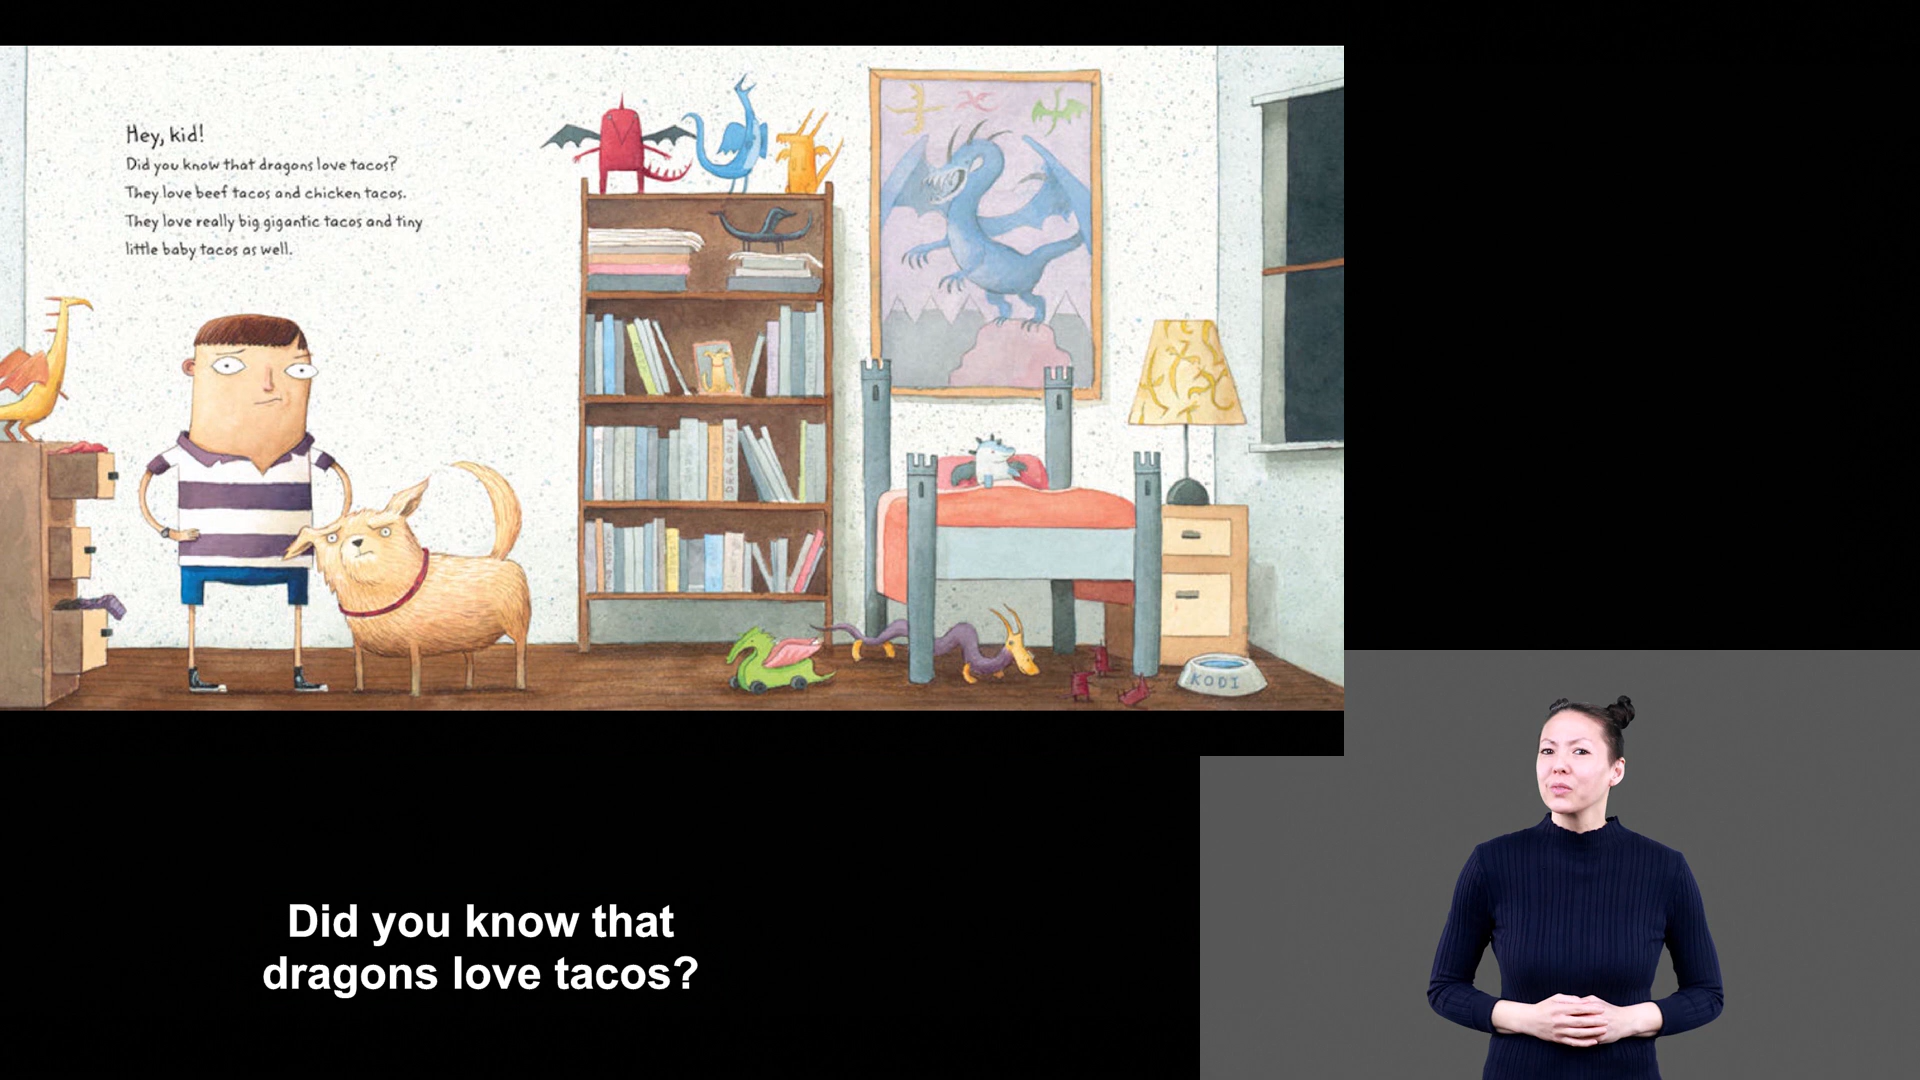 Hey, kid!
Did you know that dragons love tacos?
They love beef tacos and chicken tacos.
They love really big gigantic tacos and tiny
little baby tacos as well.
DRAGONS
KODI
Did you know that
dragons love tacos?